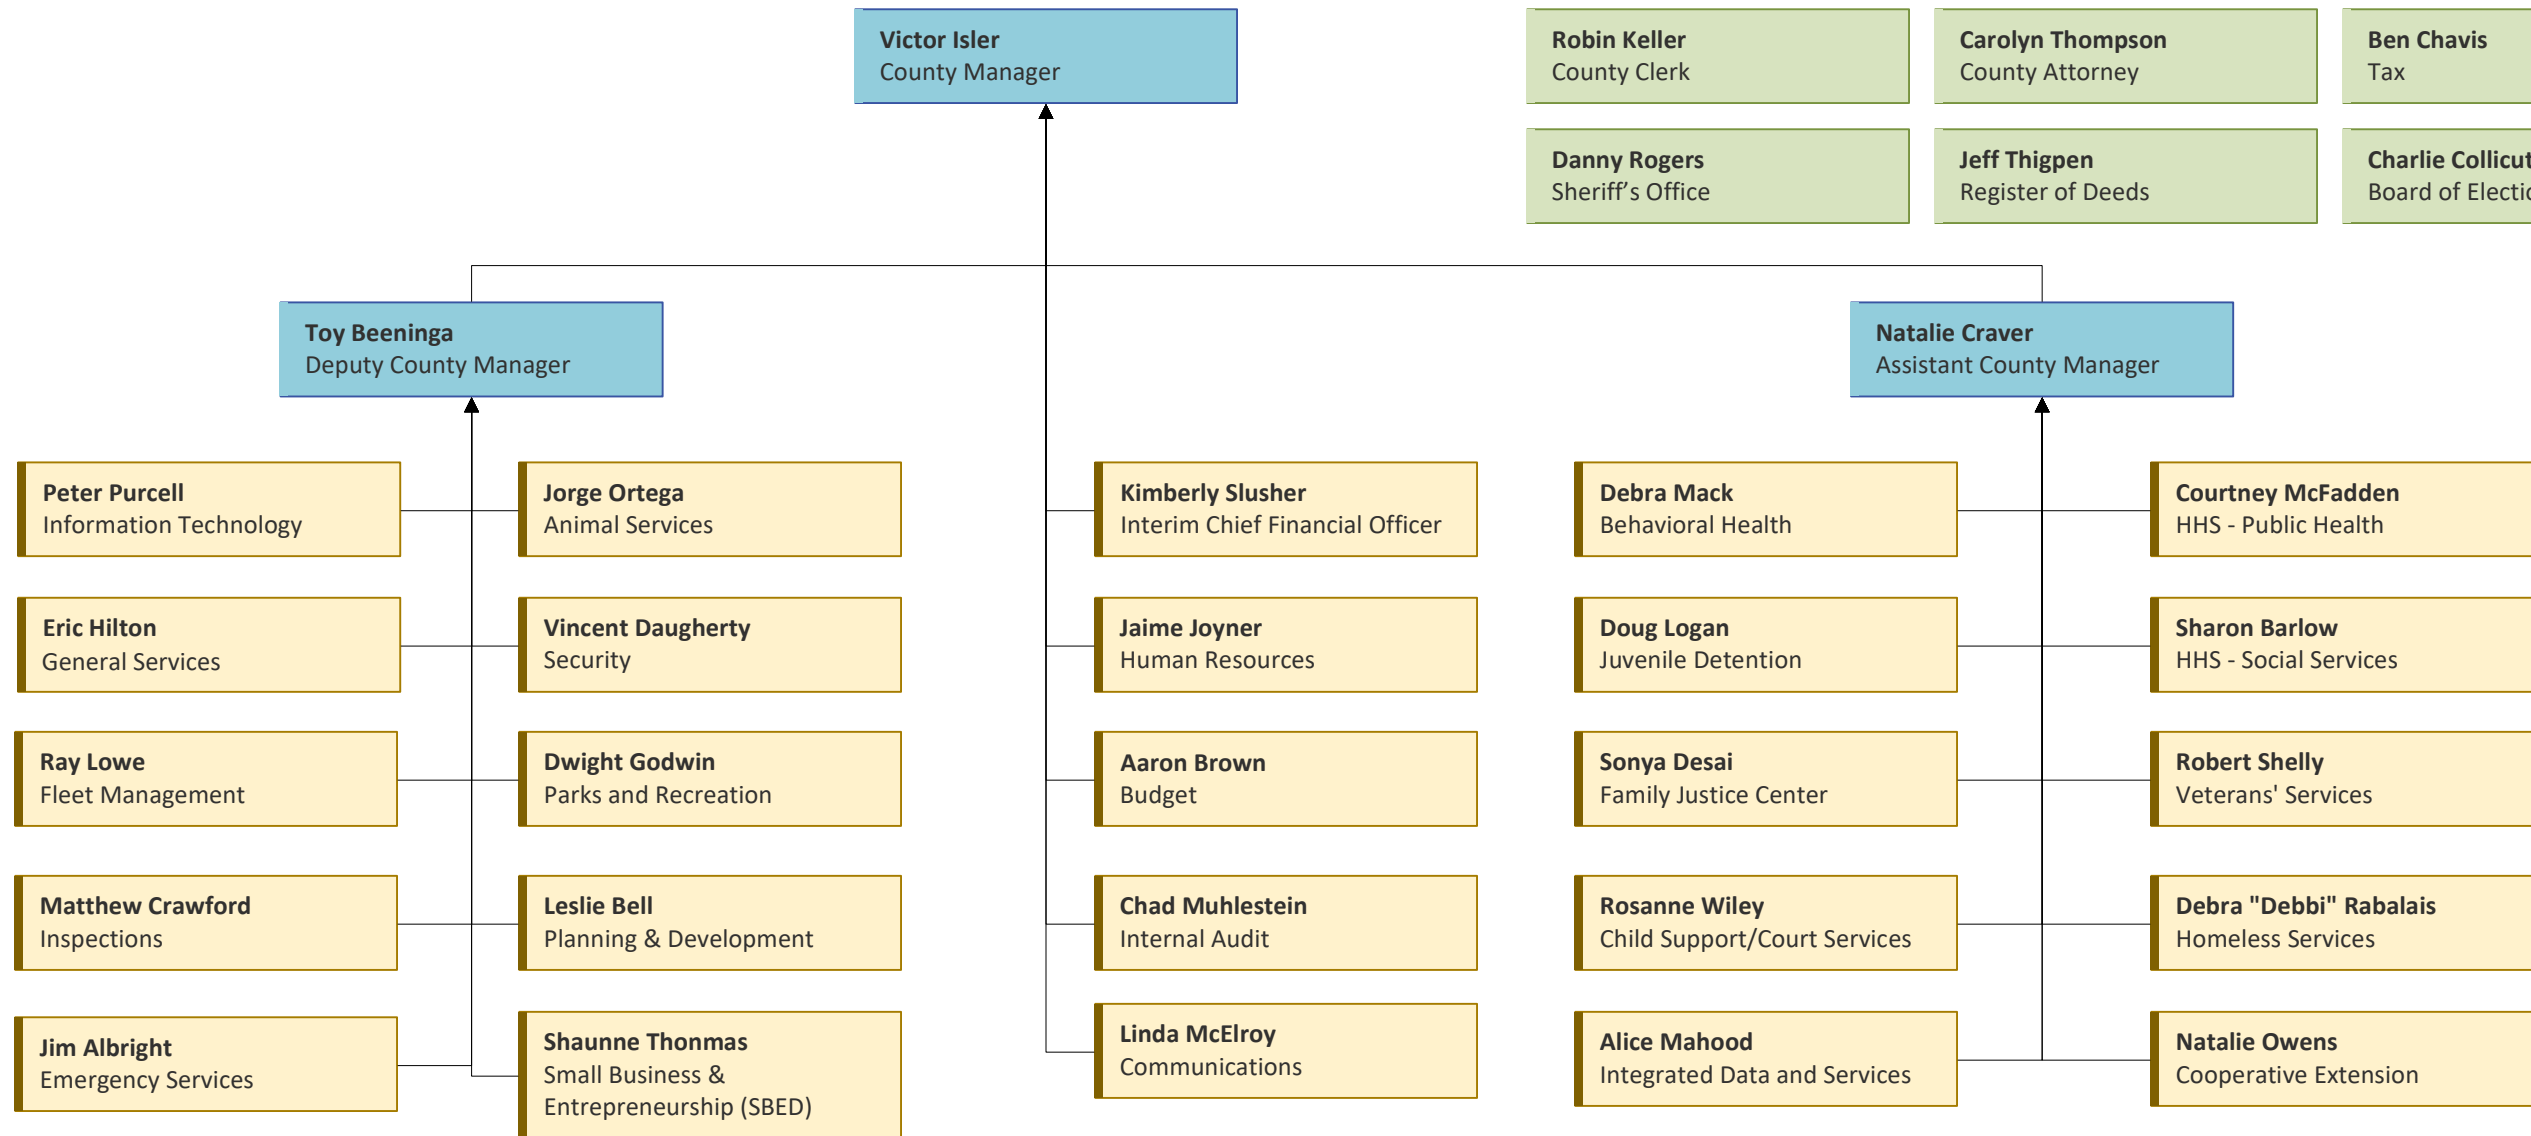 Victor Isler
County Manager
Robin Keller
County Clerk
Carolyn Thompson
County Attorney
Ben Chavis
Tax
Danny Rogers
Sheriff’s Office
Jeff Thigpen
Register of Deeds
Charlie Collicut
Board of Electio
Toy Beeninga
Deputy County Manager
Natalie Craver
Assistant County Manager
Peter Purcell
Information Technology
Jorge Ortega
Animal Services
Kimberly Slusher
Interim Chief Financial Officer
Debra Mack
Behavioral Health
Courtney McFadden
HHS - Public Health
Eric Hilton
General Services
Vincent Daugherty
Security
Jaime Joyner
Human Resources
Doug Logan
Juvenile Detention
Sharon Barlow
HHS - Social Services
Ray Lowe
Fleet Management
Dwight Godwin
Parks and Recreation
Aaron Brown
Budget
Sonya Desai
Family Justice Center
Robert Shelly
Veterans' Services
Matthew Crawford
Inspections
Leslie Bell
Planning & Development
Chad Muhlestein
Internal Audit
Rosanne Wiley
Child Support/Court Services
Debra "Debbi" Rabalais
Homeless Services
Jim Albright
Emergency Services
Shaunne Thonmas
Small Business &
Entrepreneurship (SBED)
Linda McElroy
Communications
Alice Mahood
Integrated Data and Services
Natalie Owens
Cooperative Extension